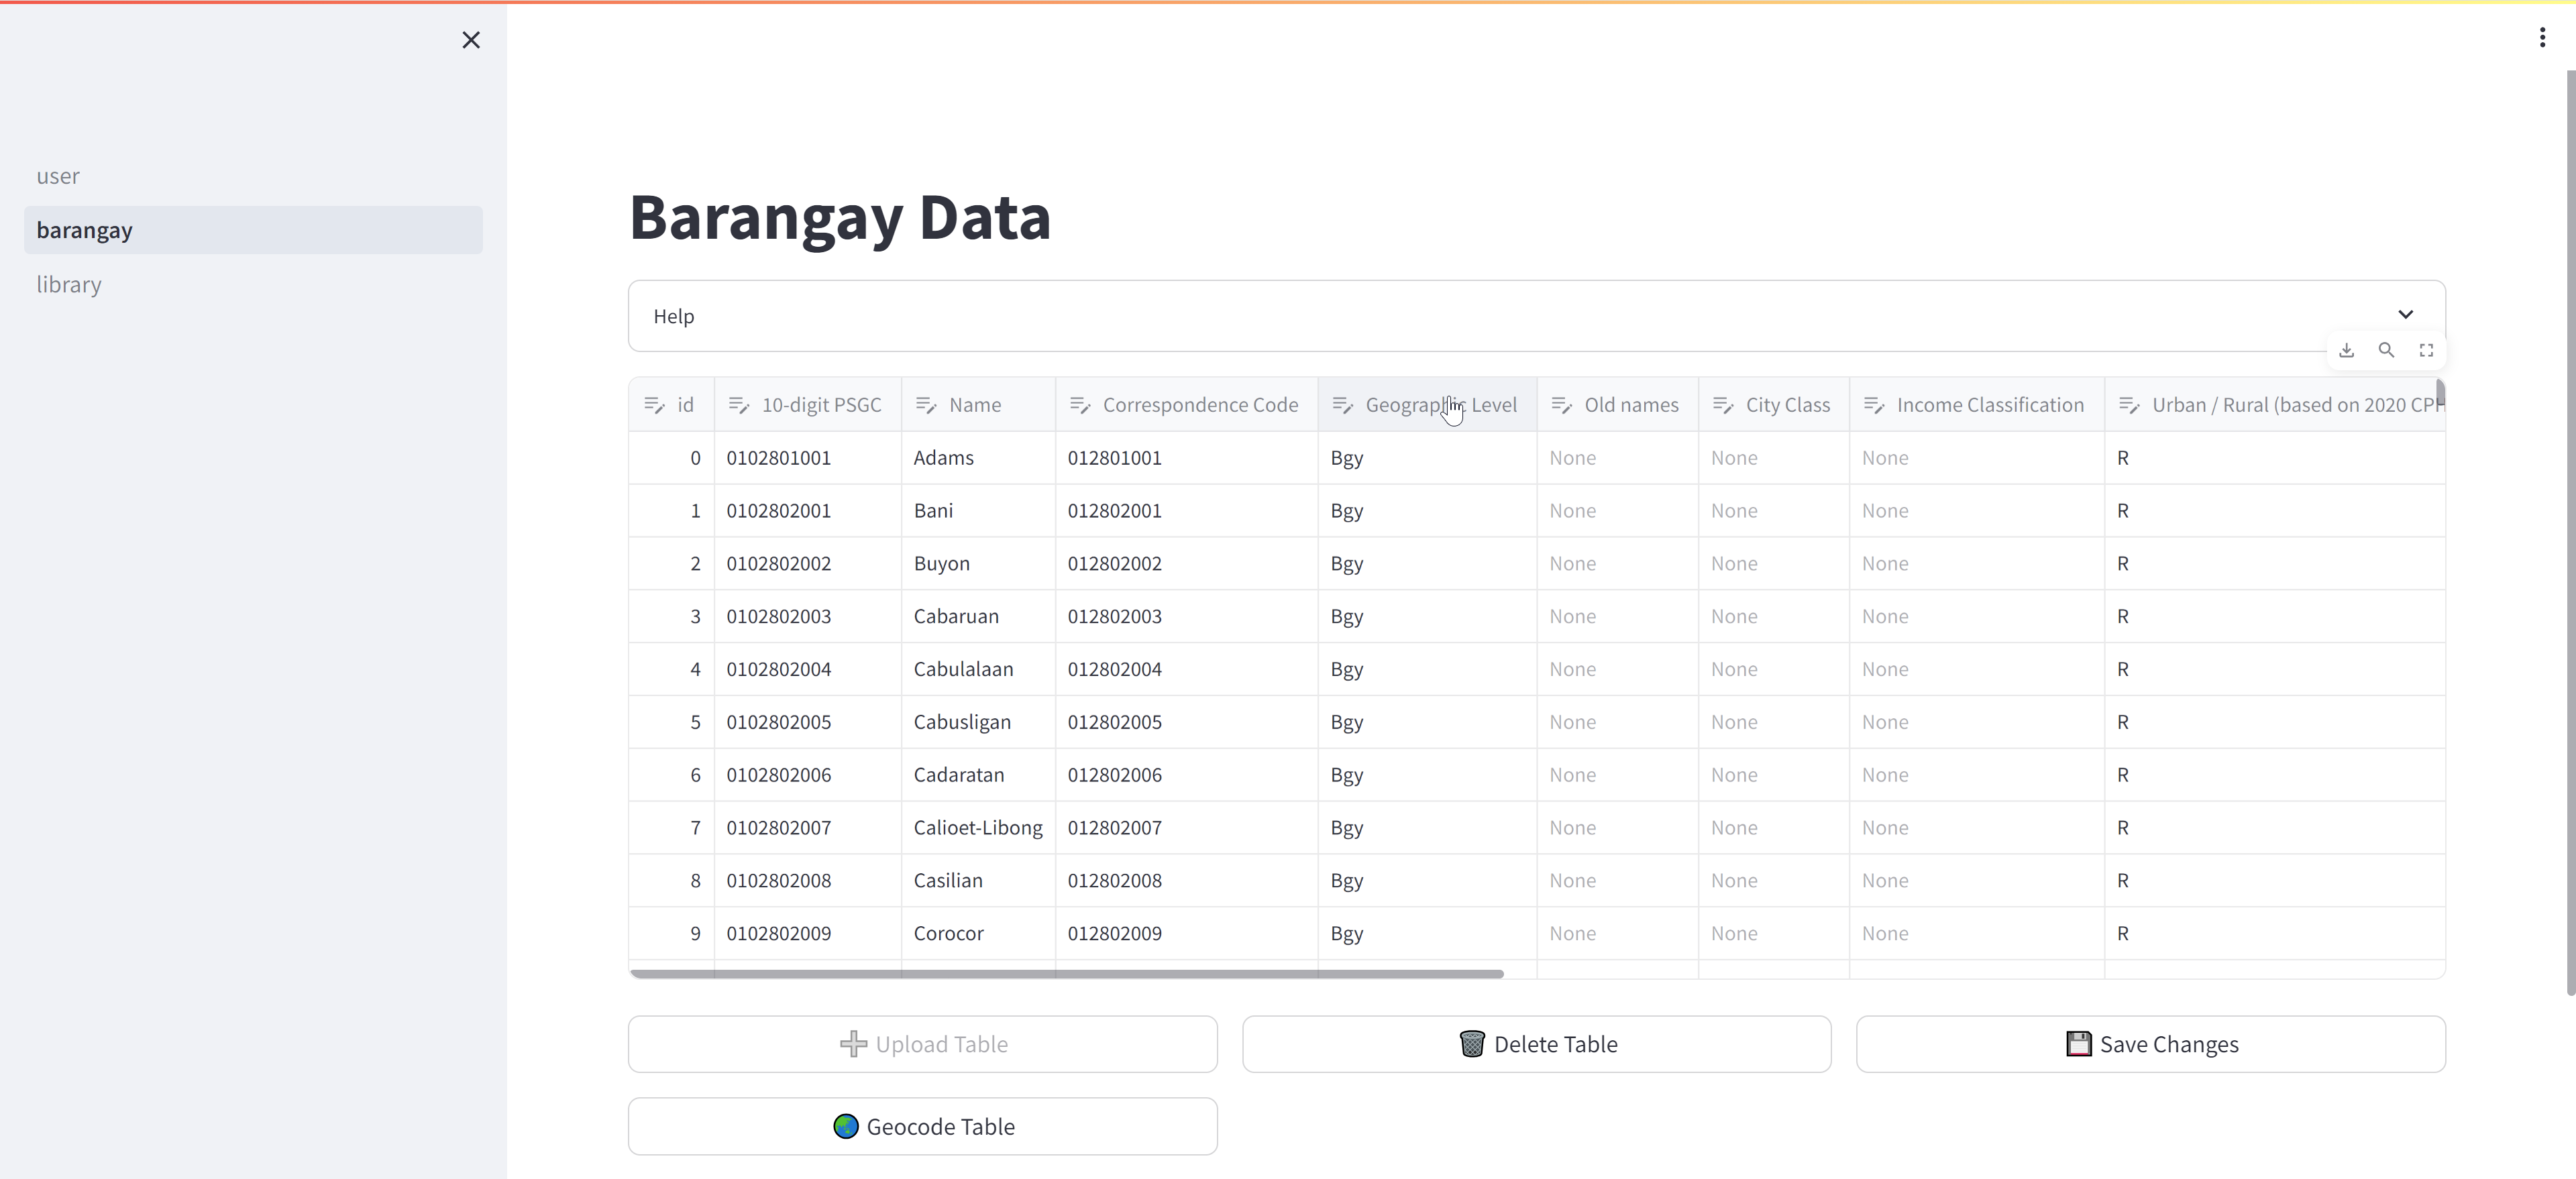 user
barangay
library
Barangay Data
Help
id 10-digit PSGC Name Correspondence Code Geographic Level Old names City Class Income Classification Urban / Rural (based on 2020 CPH
0 0102801001 Adams 012801001 Bgy None None None R
1 0102802001 Bani 012802001 Bgy None None None R
2 0102802002 Buyon 012802002 Bgy None None None R
3 0102802003 Cabaruan 012802003 Bgy None None None R
4 0102802004 Cabulalaan 012802004 Bgy None None None R
5 0102802005 Cabusligan 012802005 Bgy None None None R
6 0102802006 Cadaratan 012802006 Bgy None None None R
7 0102802007 Calioet-Libong 012802007 Bgy None None None R
8 0102802008 Casilian 012802008 Bgy None None None R
9 0102802009 Corocor 012802009 Bgy None None None R
Upload Table Delete Table Save Changes
Geocode Table